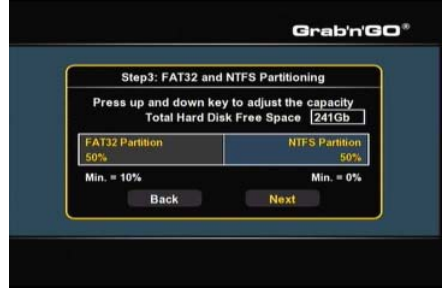 Grab'n'GO®
Step3: FAT32 and NTFS Partitioning
Press up and down key to adjust the capacity
Total Hard Disk Free Space 241Gb
FAT32 Partition NTFS Partition
50% 50%
Min. = 10% Min. = 0%
Back Next